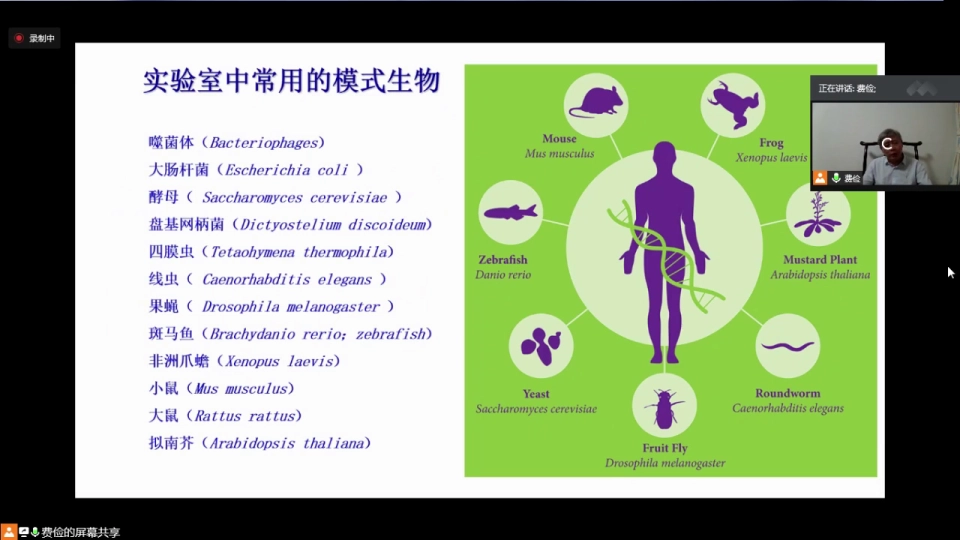 录制中
实验室中常用的模式生物
噬菌体（Bacteriophages）
大肠杆菌（Escherichia coli ）
酵母（ Saccharomyces cerevisiae ）
盘基网柄菌（Dictyostelium discoideum）
四膜虫（Tetaohymena thermophila）
线虫（ Caenorhabditis elegans ）
果蝇（ Drosophila melanogaster ）
斑马鱼（Brachydanio rerio；zebrafish）
非洲爪蟾（Xenopus laevis）
小鼠（Mus musculus）
大鼠（Rattus rattus）
拟南芥（Arabidopsis thaliana）
Mouse
Mus musculus
Frog
Xenopus laevis
Zebrafish
Danio rerio
Mustard Plant
Arabidopsis thaliana
Yeast
Saccharomyces cerevisiae
Roundworm
Caenorhabditis elegans
Fruit Fly
Drosophila melanogaster
正在讲话: 费俭;
费俭
费俭的屏幕共享